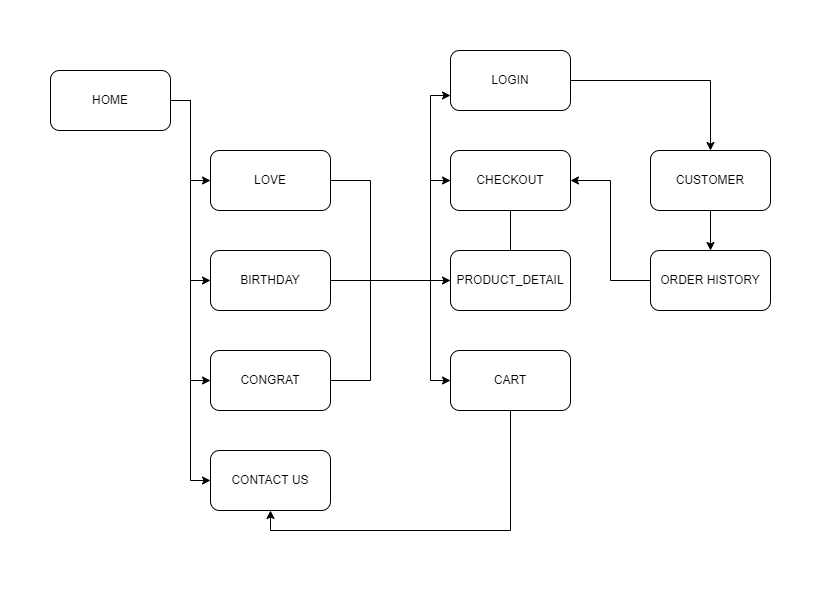 HOME
LOVE
BIRTHDAY
CONGRAT
CONTACT US
LOGIN
CHECKOUT
PRODUCT_DETAIL
CART
CUSTOMER
ORDER HISTORY